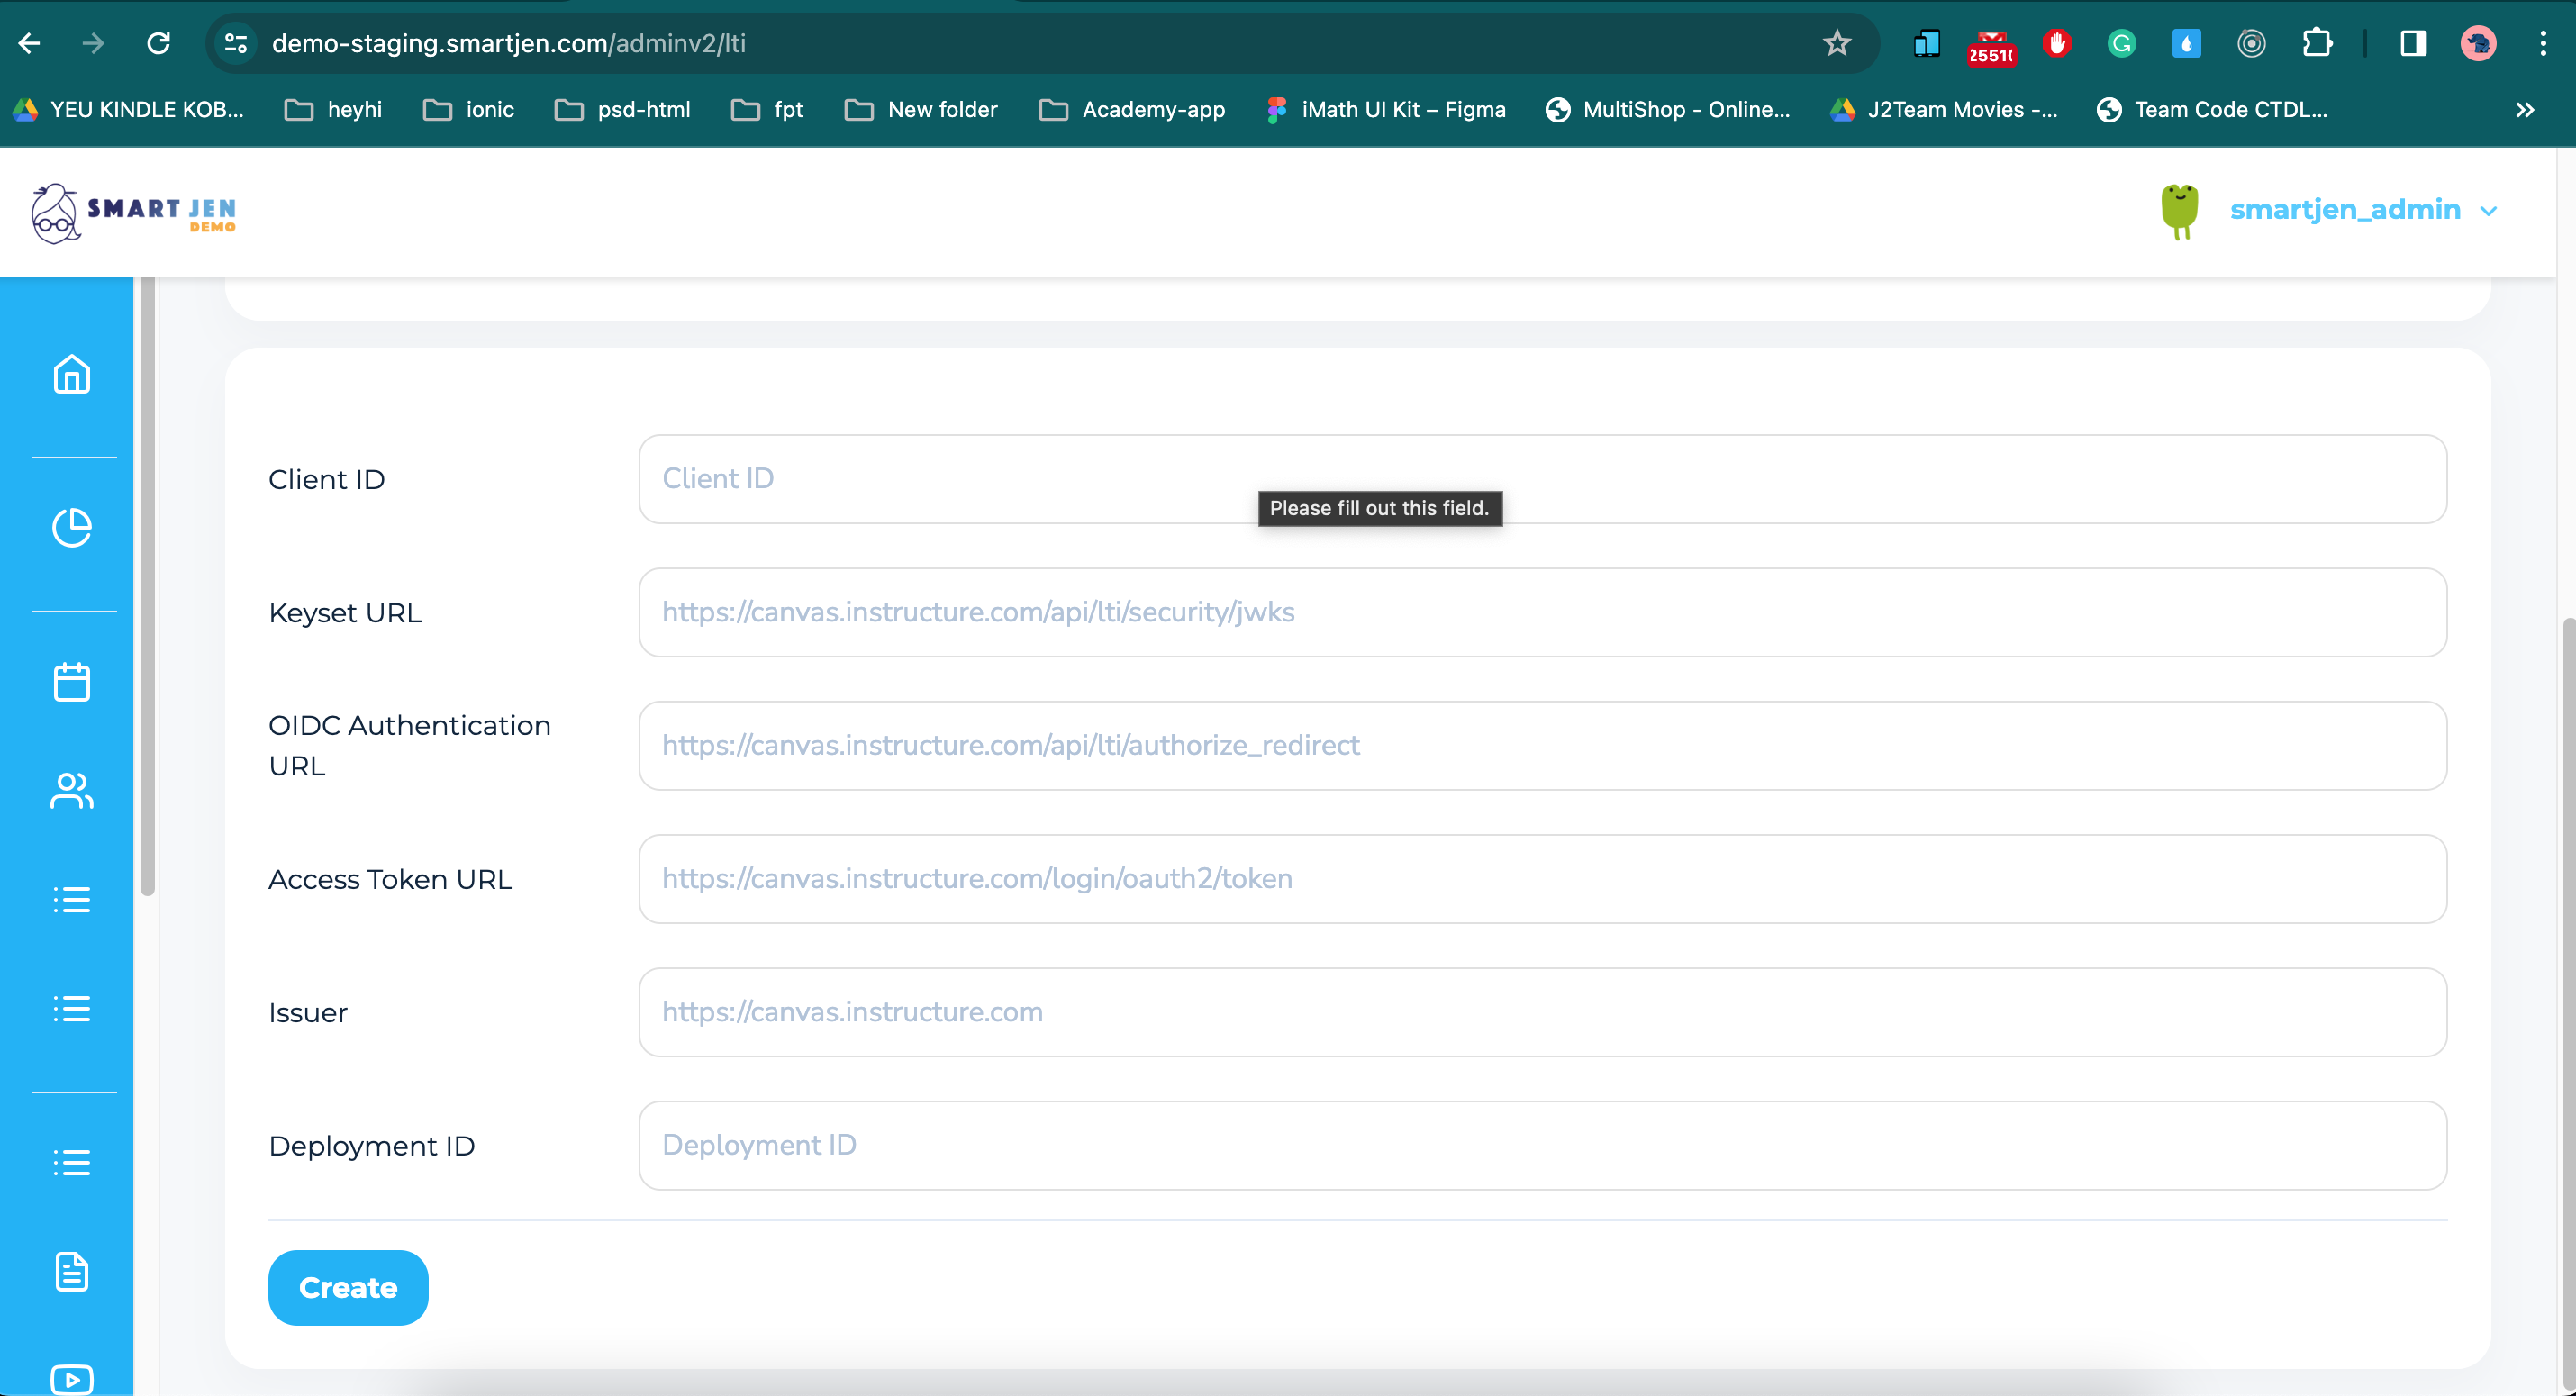 demo-staging.smartjen.com/adminv2/lti
25510
YEU KINDLE KOB...
heyhi
ionic
psd-html
fpt
New folder
Academy-app
iMath UI Kit – Figma
MultiShop - Online...
J2Team Movies -...
Team Code CTDL...
SMART JEN
DEMO
smartjen_admin
Client ID
Client ID
Please fill out this field.
Keyset URL
https://canvas.instructure.com/api/lti/security/jwks
OIDC Authentication
URL
https://canvas.instructure.com/api/lti/authorize_redirect
Access Token URL
https://canvas.instructure.com/login/oauth2/token
Issuer
https://canvas.instructure.com
Deployment ID
Deployment ID
Create